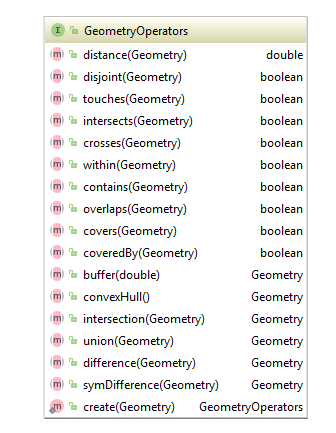 I GeometryOperators
m distance(Geometry) double
m disjoint(Geometry) boolean
m touches(Geometry) boolean
m intersects(Geometry) boolean
m crosses(Geometry) boolean
m within(Geometry) boolean
m contains(Geometry) boolean
m overlaps(Geometry) boolean
m covers(Geometry) boolean
m coveredBy(Geometry) boolean
m buffer(double) Geometry
m convexHull() Geometry
m intersection(Geometry) Geometry
m union(Geometry) Geometry
m difference(Geometry) Geometry
m symDifference(Geometry) Geometry
m create(Geometry) GeometryOperators